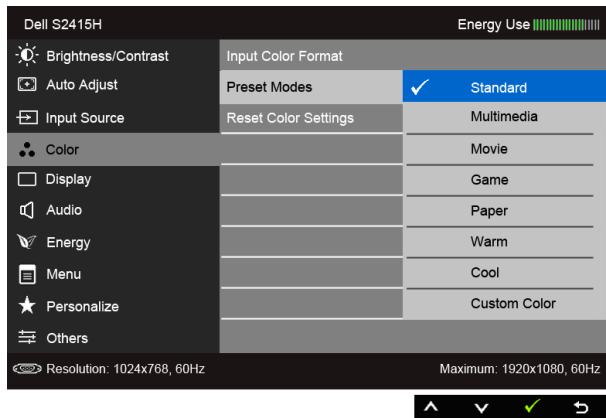 Dell S2415H Energy Use
Brightness/Contrast Input Color Format
Auto Adjust Preset Modes Standard
Input Source Reset Color Settings Multimedia
Color Movie
Display Game
Audio Paper
Energy Warm
Menu Cool
Personalize Custom Color
Others
Resolution: 1024x768, 60Hz Maximum: 1920x1080, 60Hz